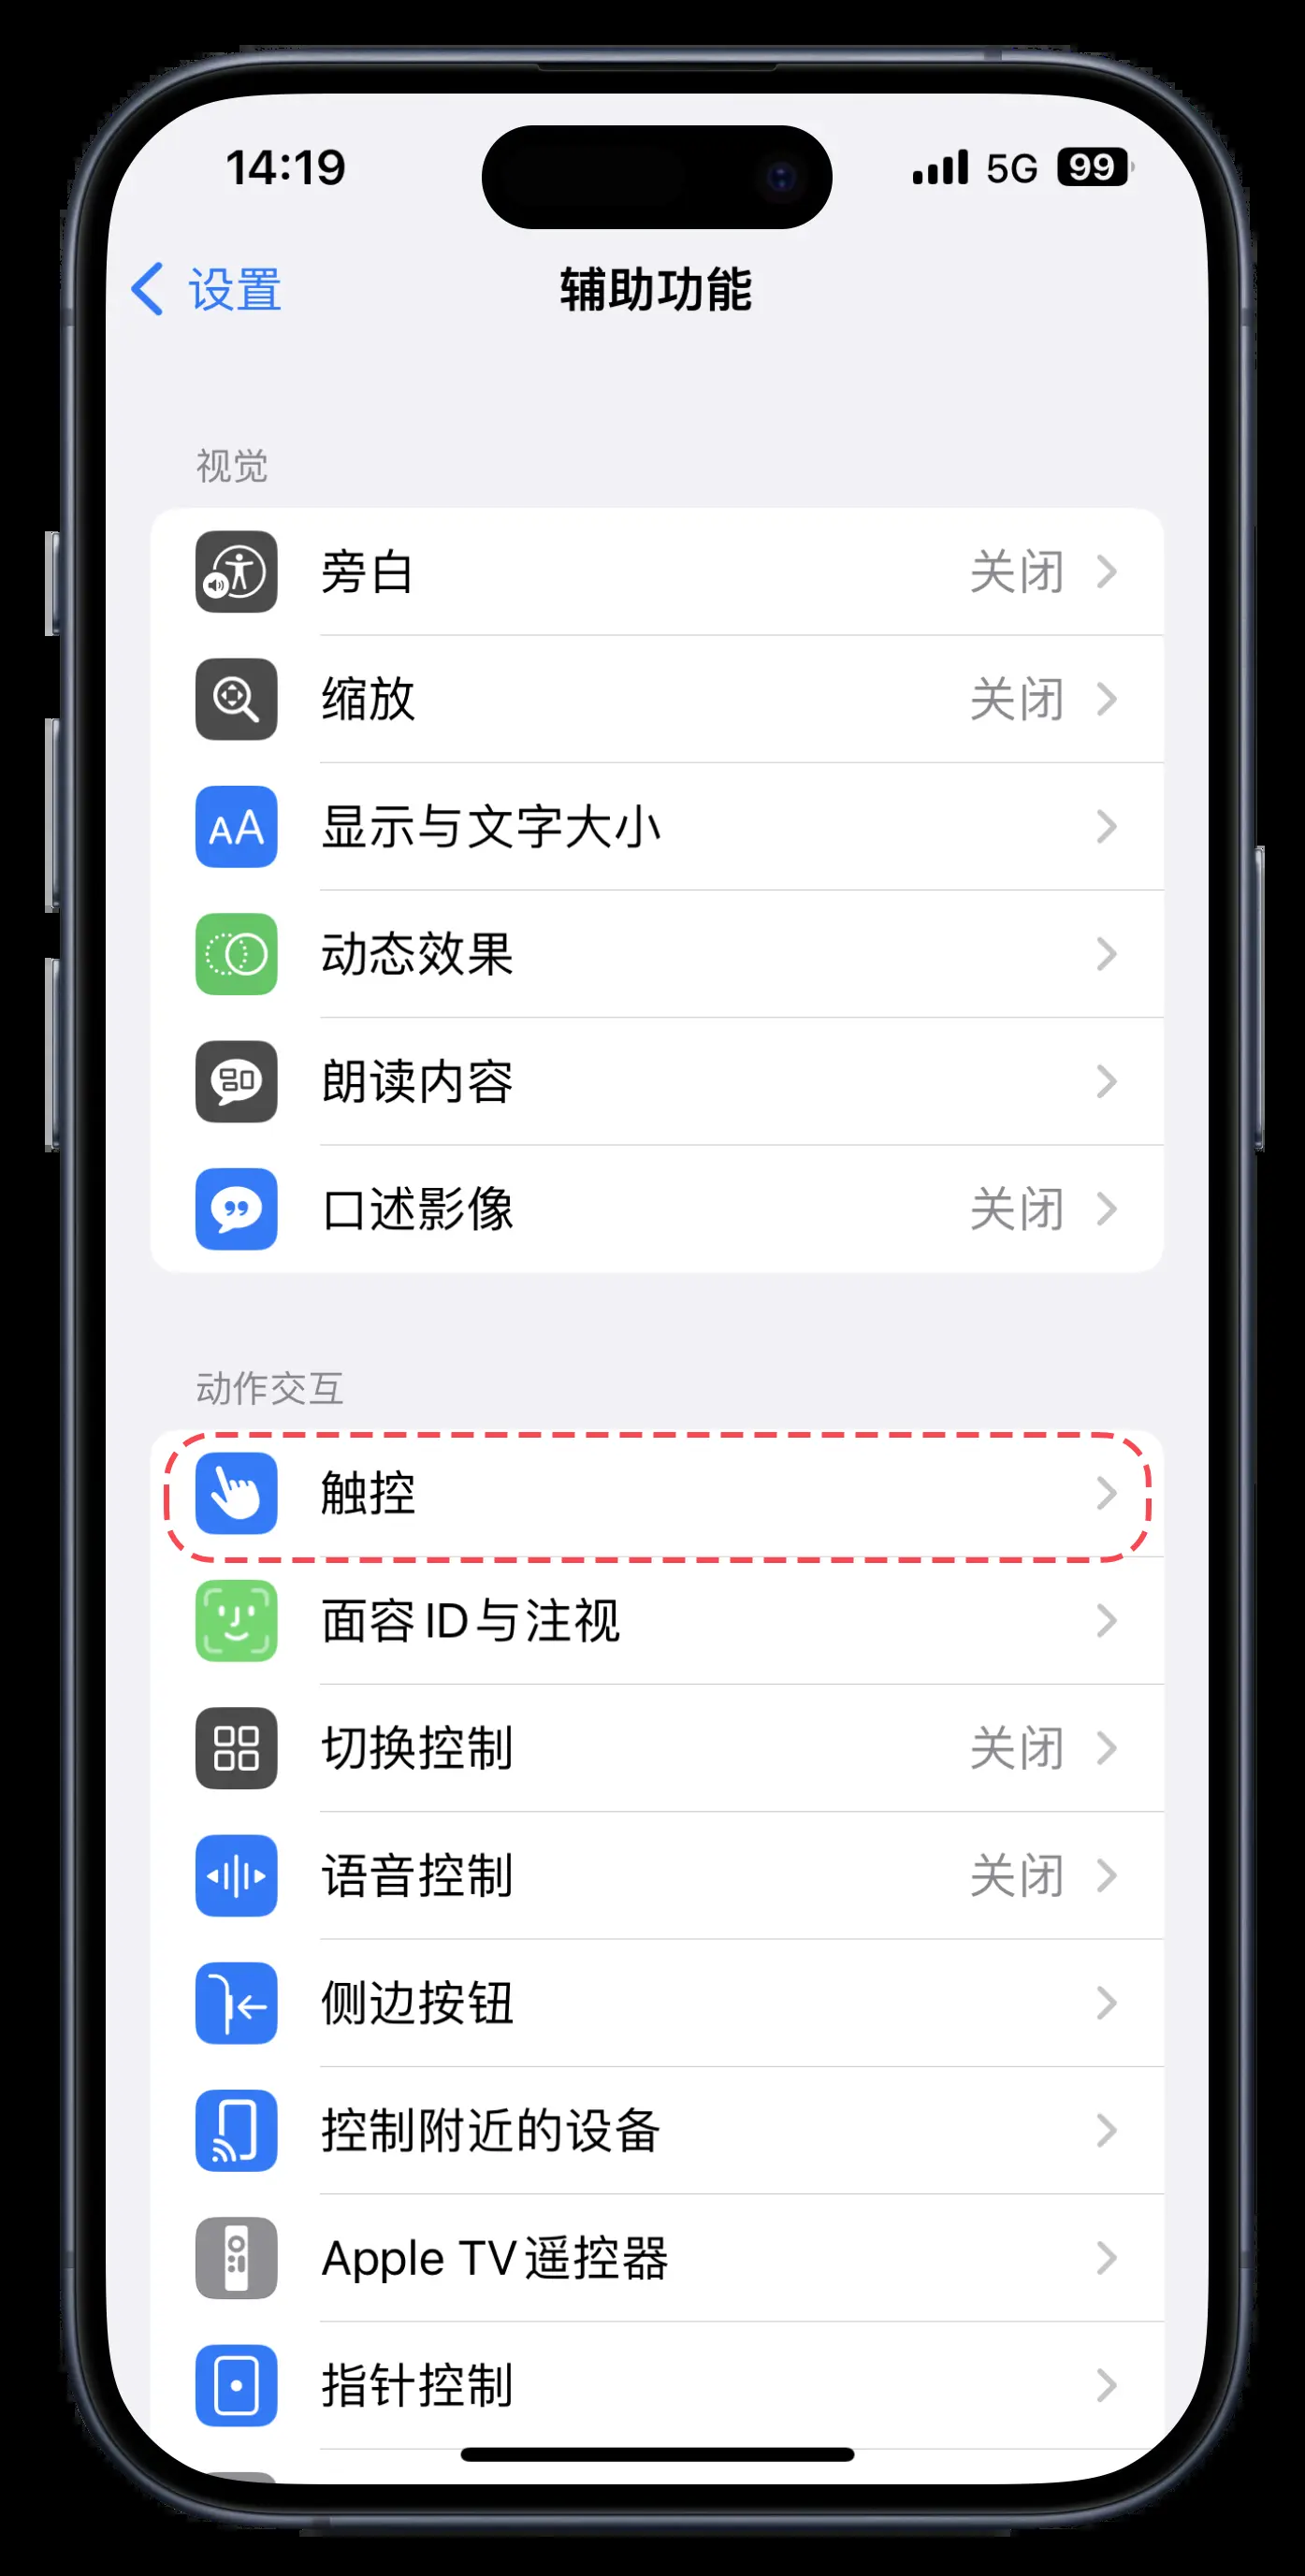 14:19
5G 99
设置
辅助功能
视觉
旁白 关闭
缩放 关闭
AA 显示与文字大小
动态效果
朗读内容
口述影像 关闭
动作交互
触控
面容 ID 与注视
切换控制 关闭
语音控制 关闭
侧边按钮
控制附近的设备
Apple TV 遥控器
指针控制